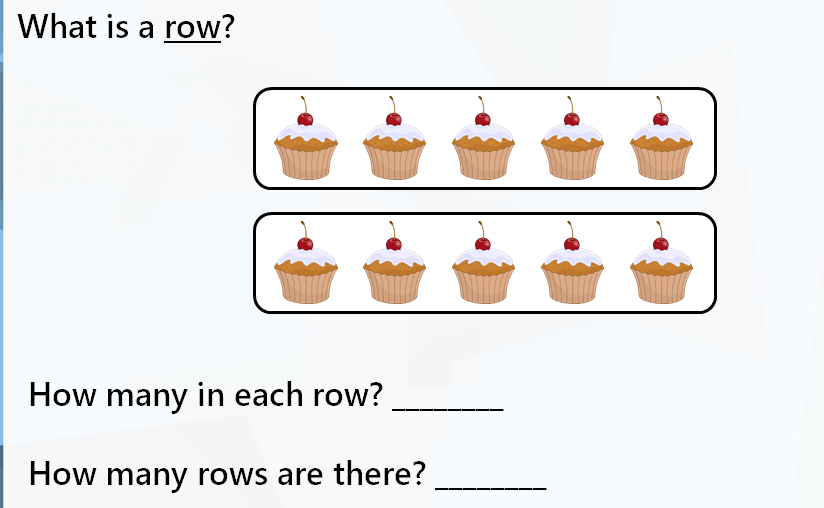 What is a row?
How many in each row? ________
How many rows are there? ________